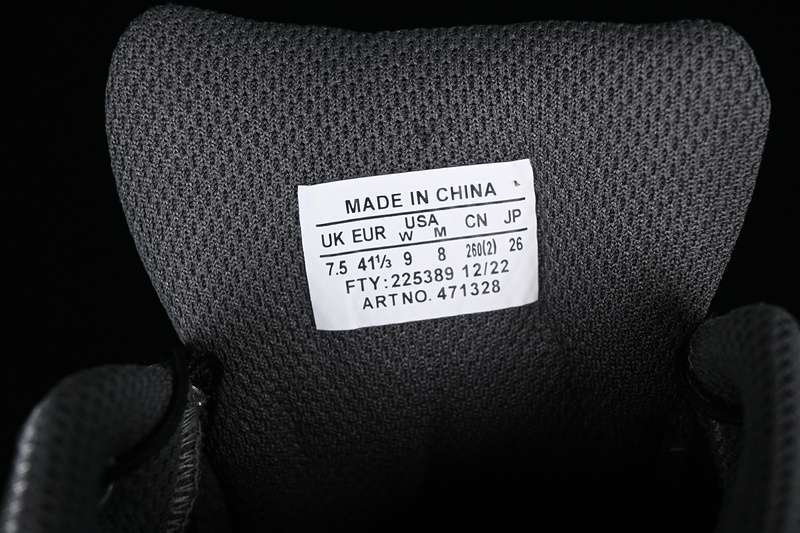 MADE IN CHINA
USA
UK EUR W M CN JP
7.5 41⅓ 9 8 260(2) 26
FTY: 225389 12/22
ART NO. 471328